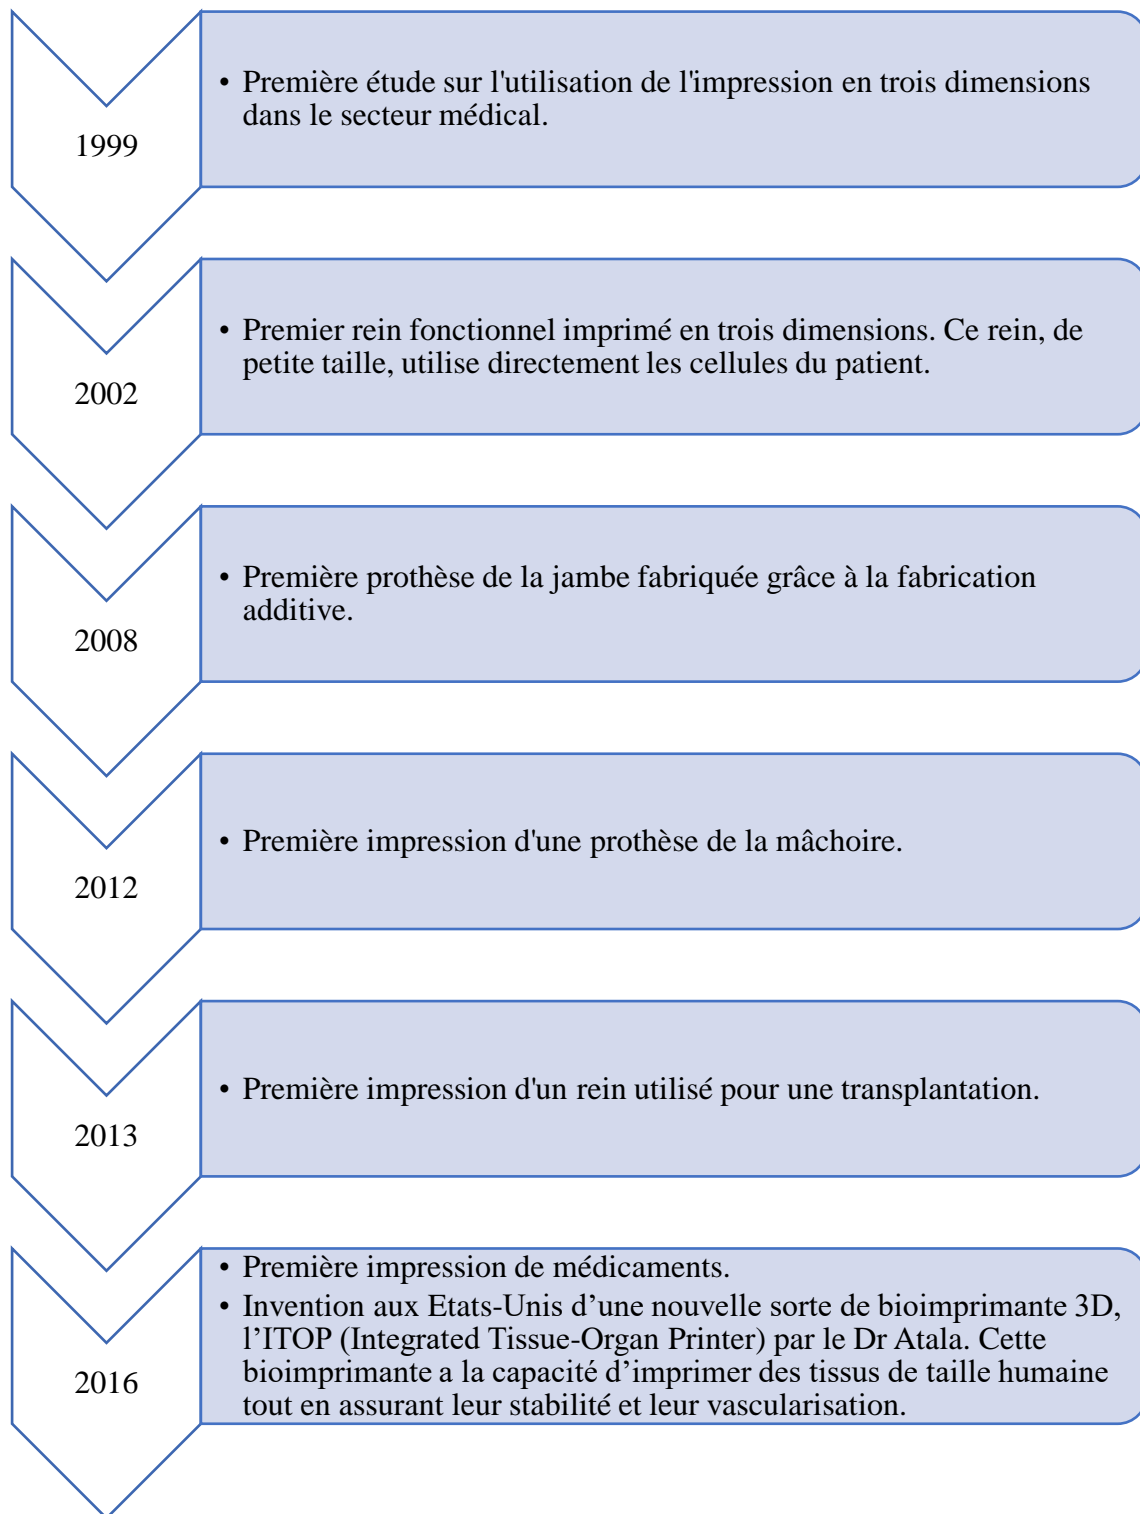 1999
• Première étude sur l'utilisation de l'impression en trois dimensions
dans le secteur médical.
2002
• Premier rein fonctionnel imprimé en trois dimensions. Ce rein, de
petite taille, utilise directement les cellules du patient.
2008
• Première prothèse de la jambe fabriquée grâce à la fabrication
additive.
2012
• Première impression d'une prothèse de la mâchoire.
2013
• Première impression d'un rein utilisé pour une transplantation.
2016
• Première impression de médicaments.
• Invention aux Etats-Unis d’une nouvelle sorte de bioimprimante 3D,
l’ITOP (Integrated Tissue-Organ Printer) par le Dr Atala. Cette
bioimprimante a la capacité d’imprimer des tissus de taille humaine
tout en assurant leur stabilité et leur vascularisation.